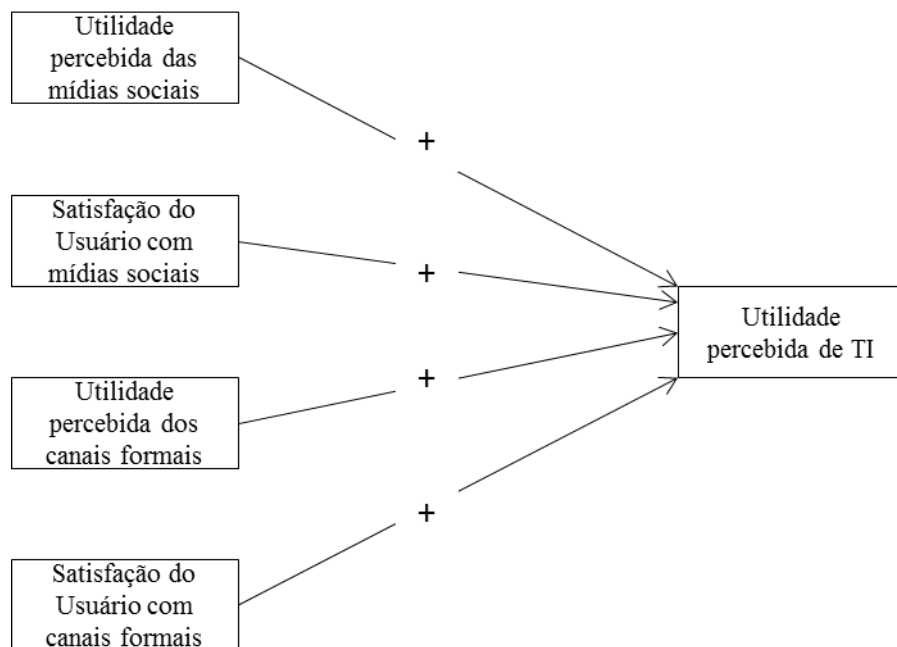 Utilidade
percebida das
mídias sociais
+
Satisfação do
Usuário com
mídias sociais
+
Utilidade
percebida de TI
Utilidade
percebida dos
canais formais
+
+
Satisfação do
Usuário com
canais formais